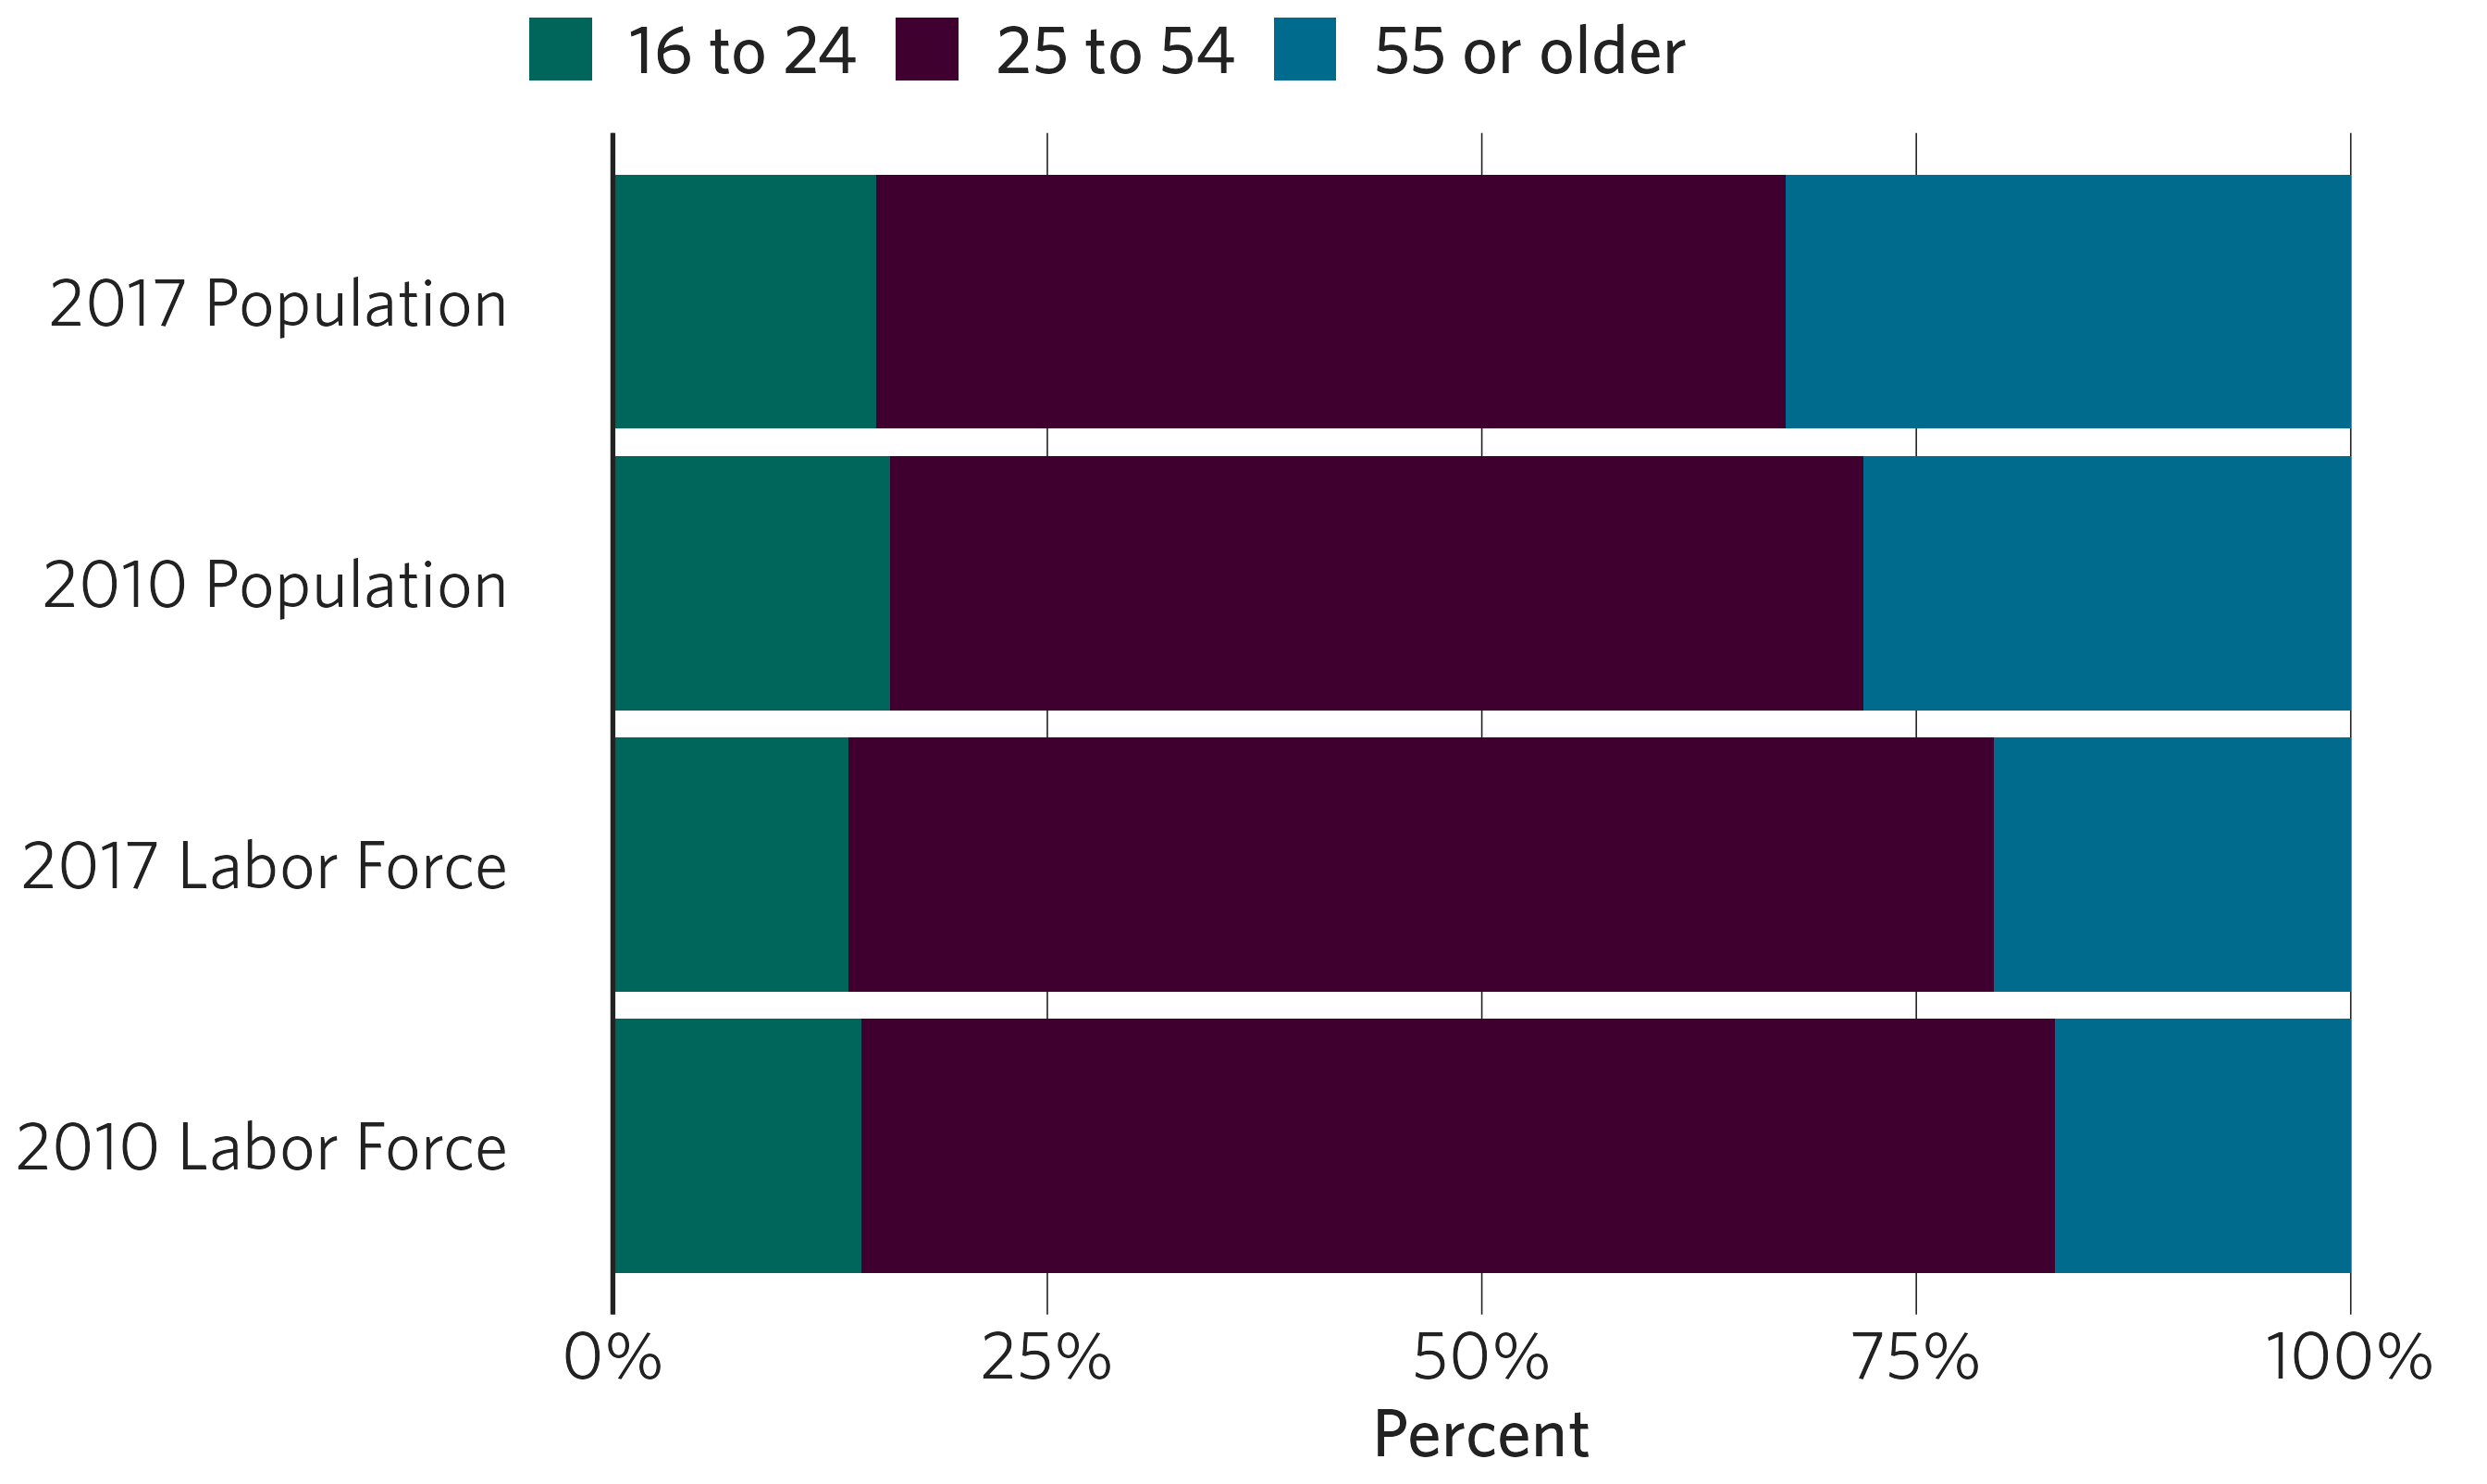 16 to 24 25 to 54 55 or older
2017 Population
2010 Population
2017 Labor Force
2010 Labor Force
0% 25% 50% 75% 100%
Percent